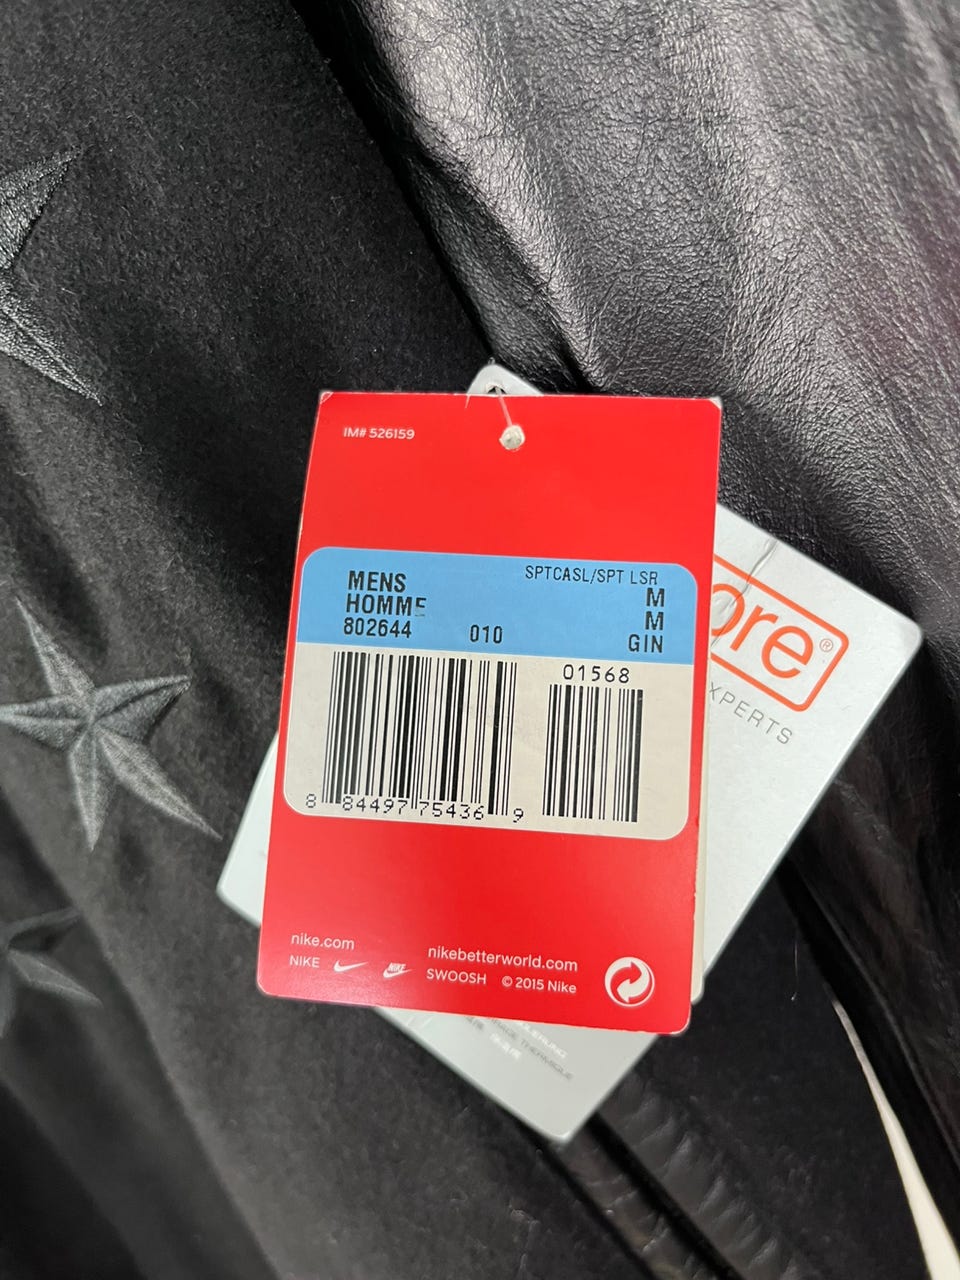 IM# 526159
SPTCASL/SPT LSR
MENS M
HOMME M
802644 010 GIN
01568
8 84497 75436 9
nike.com
nikebetterworld.com
NIKE NIKE SWOOSH © 2015 Nike
ore®
XPERTS